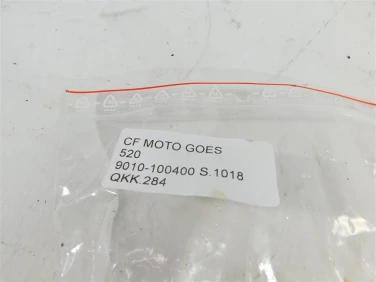 CF MOTO GOES
520
9010-100400 S.1018
QKK.284